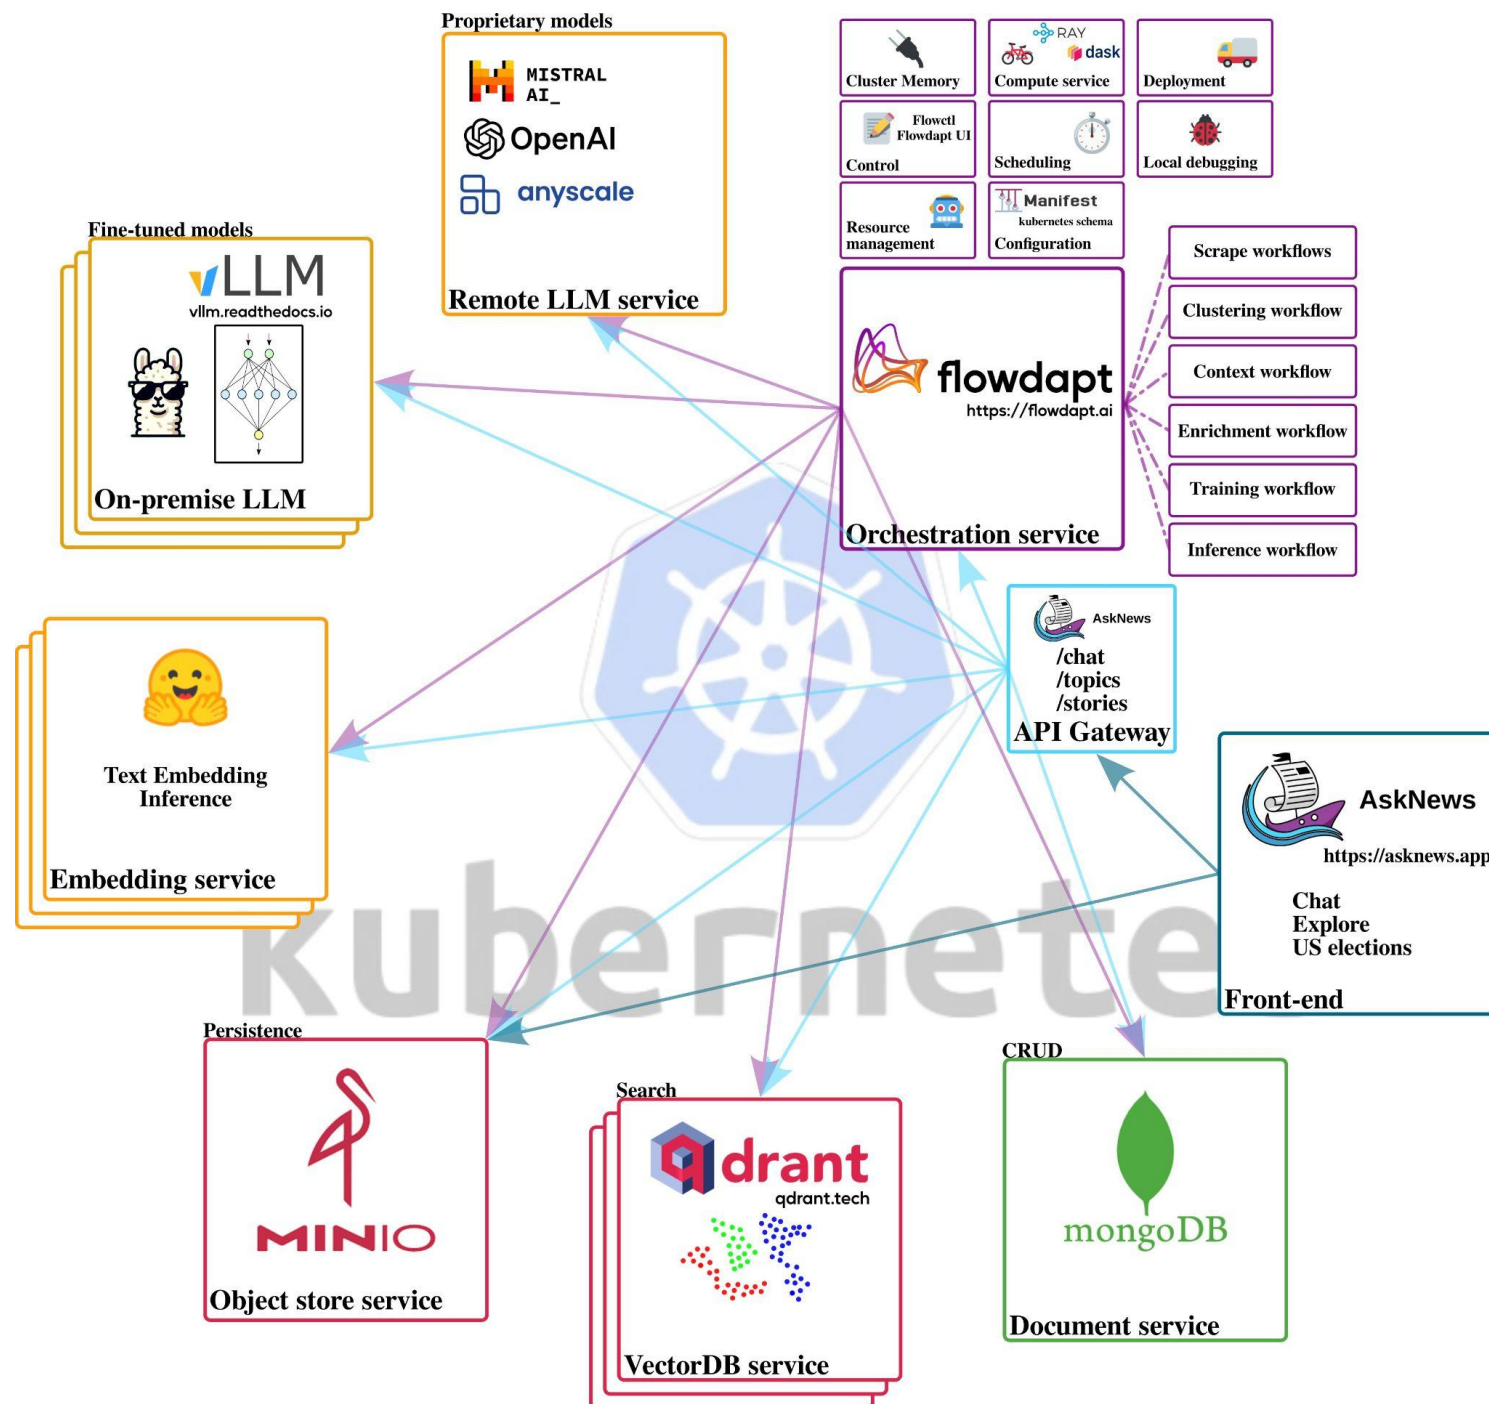 Proprietary models
MISTRAL
AI_
OpenAI
anyscale
Remote LLM service
Cluster Memory
RAY
dask
Compute service
Deployment
Flowctl
Flowdapt UI
Control
Scheduling
Local debugging
Resource
management
Manifest
kubernetes schema
Configuration
Fine-tuned models
vLLM
vllm.readthedocs.io
On-premise LLM
flowdapt
https://flowdapt.ai
Orchestration service
Scrape workflows
Clustering workflow
Context workflow
Enrichment workflow
Training workflow
Inference workflow
AskNews
/chat
/topics
/stories
API Gateway
Text Embedding
Inference
Embedding service
AskNews
https://asknews.app
Chat
Explore
US elections
Front-end
kubernete
Persistence
MINIO
Object store service
Search
qdrant
qdrant.tech
VectorDB service
CRUD
mongoDB
Document service